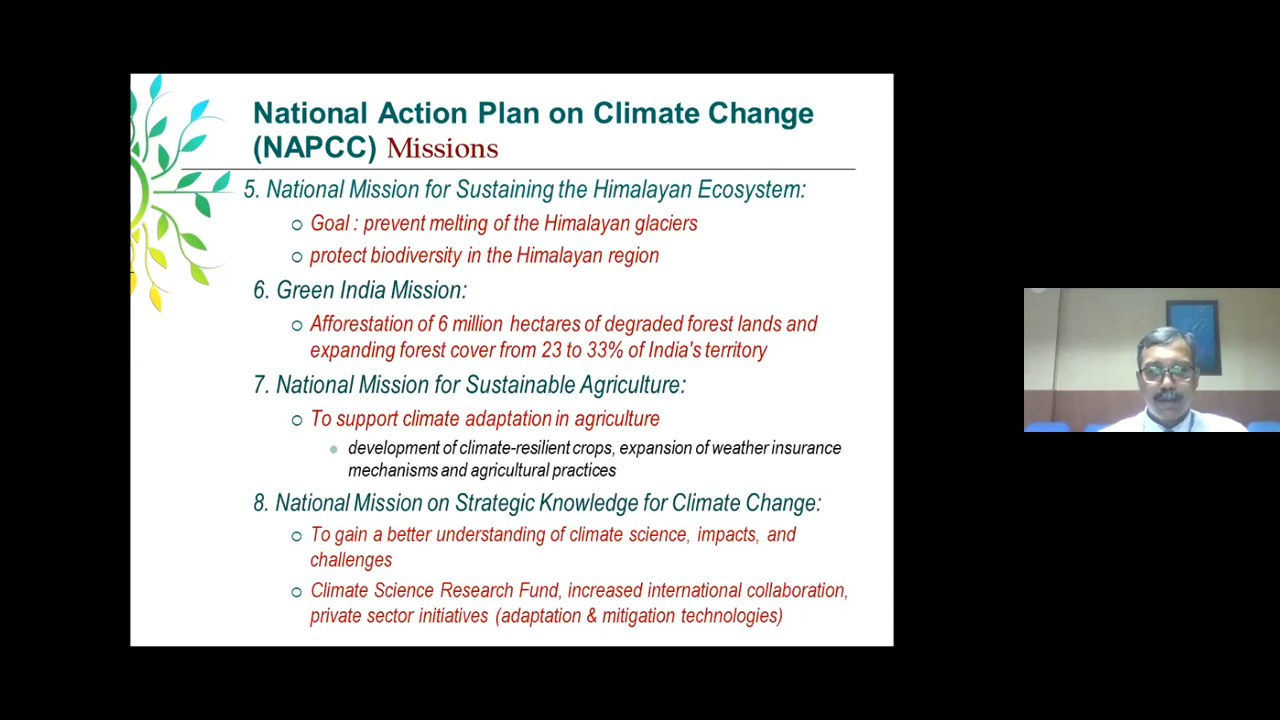 National Action Plan on Climate Change
(NAPCC) Missions
5. National Mission for Sustaining the Himalayan Ecosystem:
Goal : prevent melting of the Himalayan glaciers
protect biodiversity in the Himalayan region
6. Green India Mission:
Afforestation of 6 million hectares of degraded forest lands and
expanding forest cover from 23 to 33% of India's territory
7. National Mission for Sustainable Agriculture:
To support climate adaptation in agriculture
development of climate-resilient crops, expansion of weather insurance
mechanisms and agricultural practices
8. National Mission on Strategic Knowledge for Climate Change:
To gain a better understanding of climate science, impacts, and
challenges
Climate Science Research Fund, increased international collaboration,
private sector initiatives (adaptation & mitigation technologies)